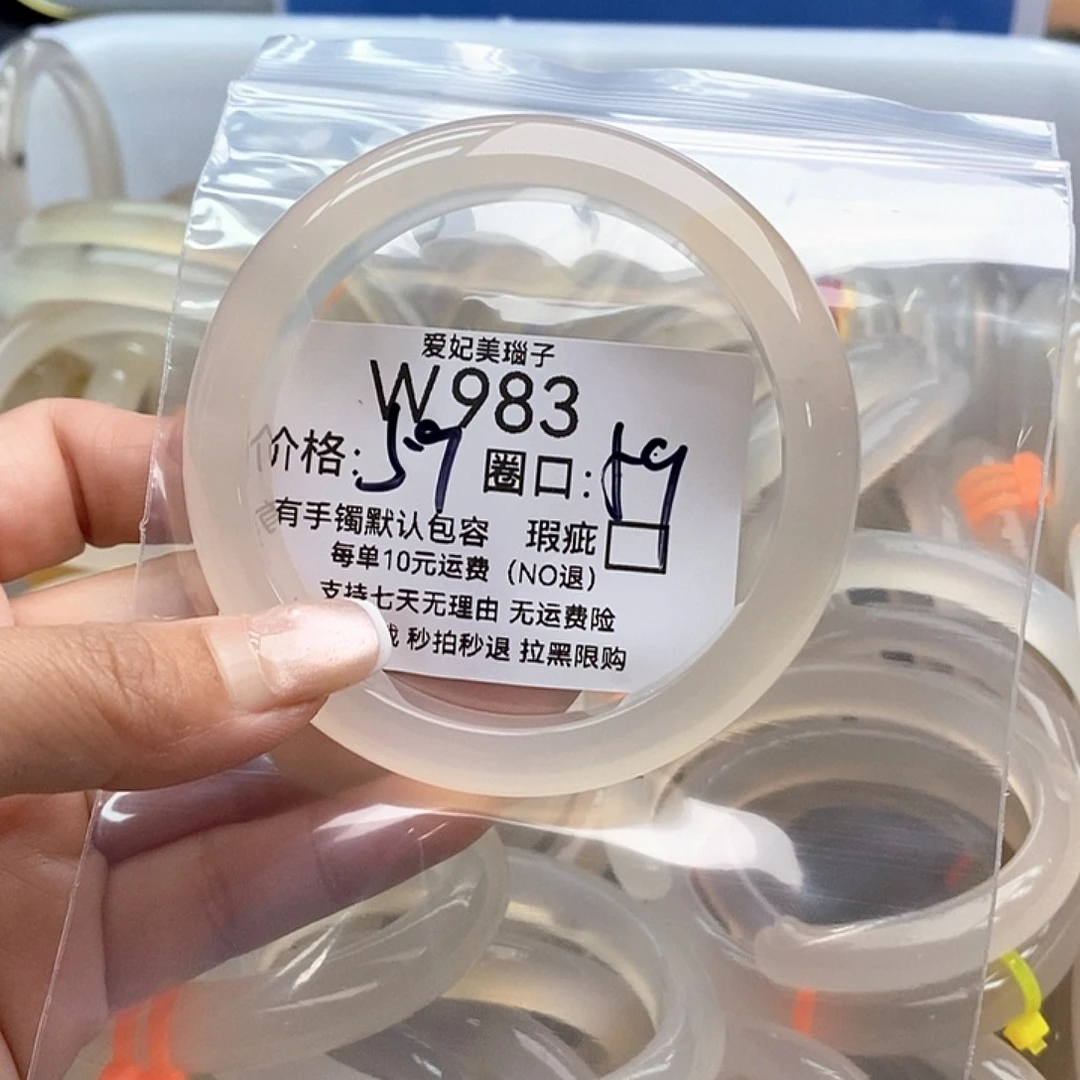 爱妃美瑙子
W983
价格:59 圈口:59
有手镯默认包容 瑕疵
每单10元运费（NO退）
支持七天无理由 无运费险
秒拍秒退 拉黑限购